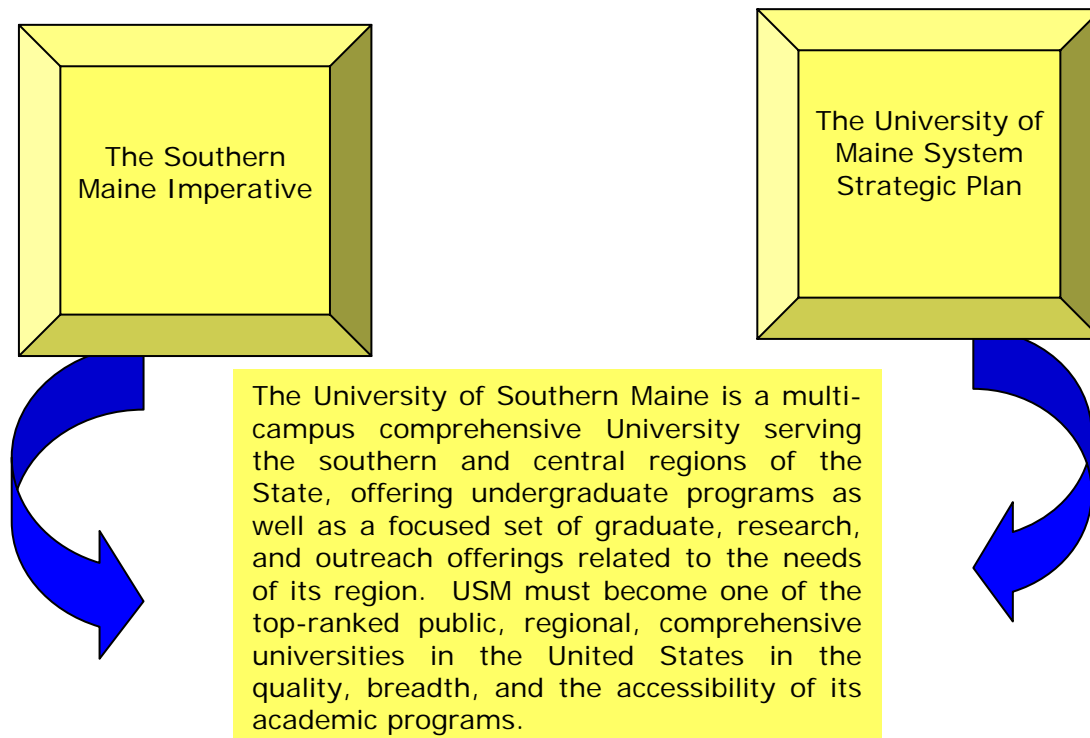 The Southern
Maine Imperative
The University of
Maine System
Strategic Plan
The University of Southern Maine is a multi-
campus comprehensive University serving
the southern and central regions of the
State, offering undergraduate programs as
well as a focused set of graduate, research,
and outreach offerings related to the needs
of its region. USM must become one of the
top-ranked public, regional, comprehensive
universities in the United States in the
quality, breadth, and the accessibility of its
academic programs.